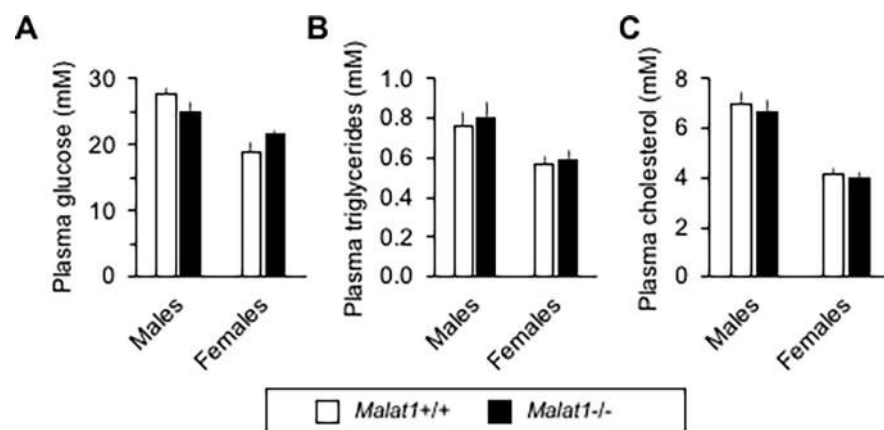 A
Plasma glucose (mM)
30
20
10
0
Males
Females
B
Plasma triglycerides (mM)
1.0
0.8
0.6
0.4
0.2
0.0
Males
Females
C
Plasma cholesterol (mM)
8
6
4
2
0
Males
Females
Malat1+/+
Malat1-/-